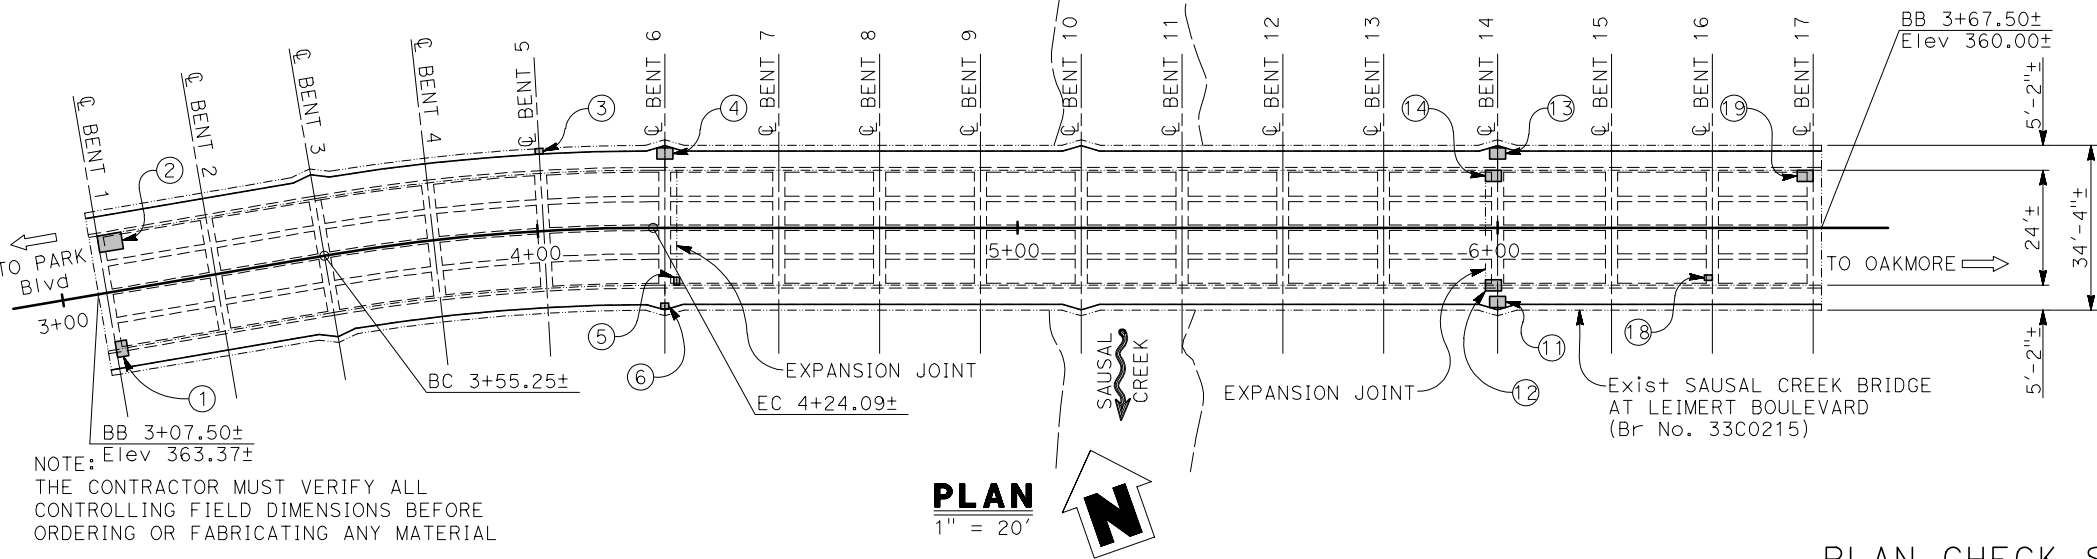 ℄ BENT 1
℄ BENT 2
℄ BENT 3
℄ BENT 4
℄ BENT 5
℄ BENT 6
℄ BENT 7
℄ BENT 8
℄ BENT 9
℄ BENT 10
℄ BENT 11
℄ BENT 12
℄ BENT 13
℄ BENT 14
℄ BENT 15
℄ BENT 16
℄ BENT 17
BB 3+67.50±
Elev 360.00±
2
3
4
14
13
19
5'-2"±
24'±
34'-4"±
5'-2"±
TO PARK
Blvd
3+00
4+00
5+00
6+00
TO OAKMORE
1
5
6
12
11
18
BC 3+55.25±
EXPANSION JOINT
EC 4+24.09±
SAUSAL
CREEK
EXPANSION JOINT
Exist SAUSAL CREEK BRIDGE
AT LEIMERT BOULEVARD
(Br No. 33C0215)
BB 3+07.50±
Elev 363.37±
NOTE:
THE CONTRACTOR MUST VERIFY ALL
CONTROLLING FIELD DIMENSIONS BEFORE
ORDERING OR FABRICATING ANY MATERIAL
PLAN
1" = 20'
N
PLAN CHECK